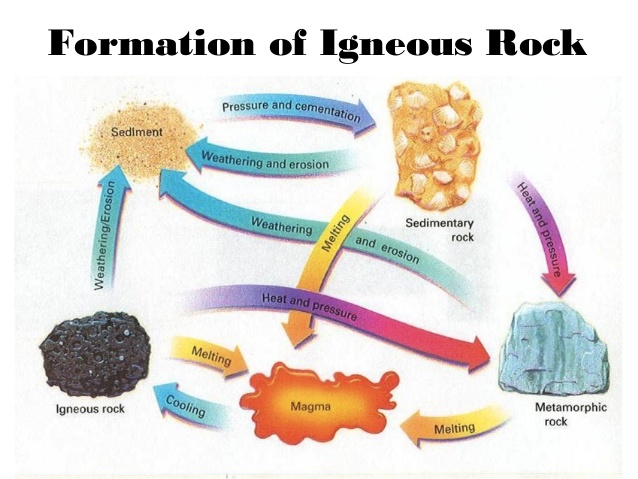 Formation of Igneous Rock
Pressure and cementation
Sediment
Weathering and erosion
Weathering and erosion
Melting
Sedimentary
rock
Heat and pressure
Weathering/Erosion
Heat and pressure
Melting
Igneous rock
Cooling
Magma
Melting
Metamorphic
rock